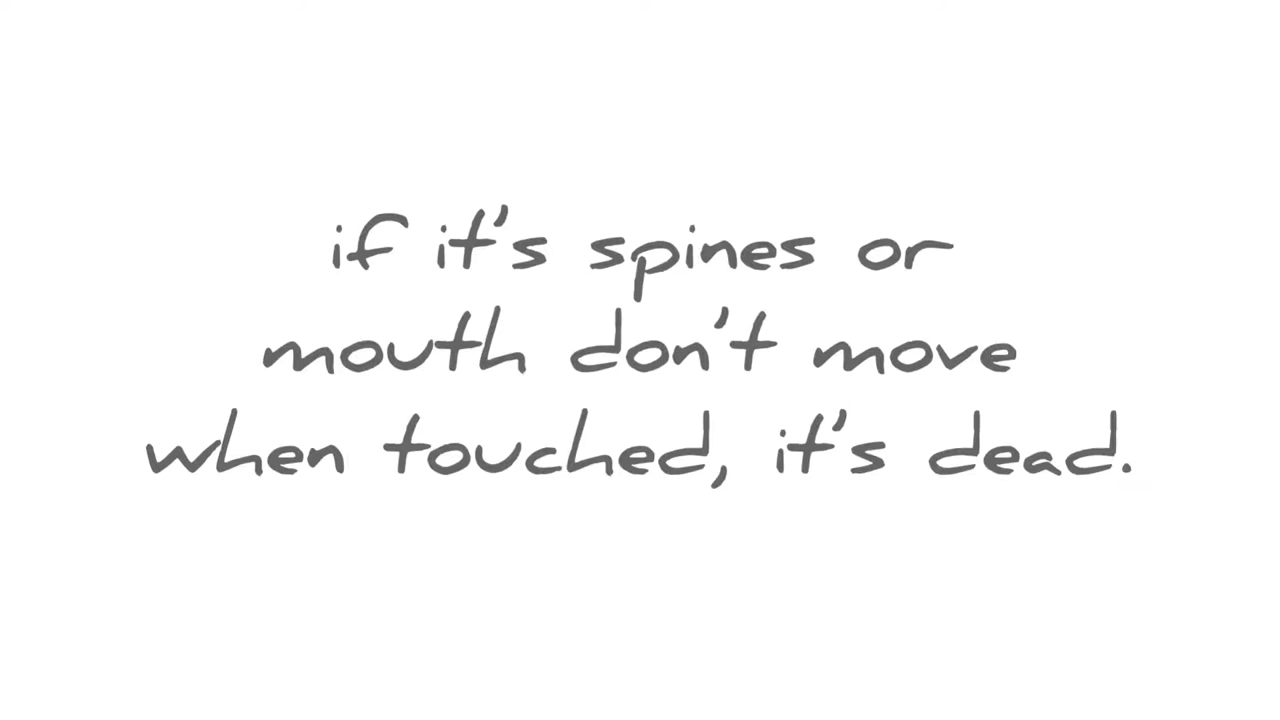 if it's spines or
mouth don't move
when touched, it's dead.